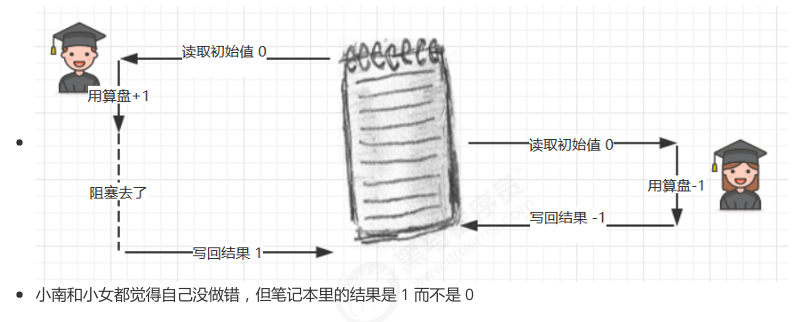 读取初始值 0
用算盘+1
读取初始值 0
用算盘-1
阻塞去了
写回结果 -1
写回结果 1
小南和小女都觉得自己没做错，但笔记本里的结果是 1 而不是 0